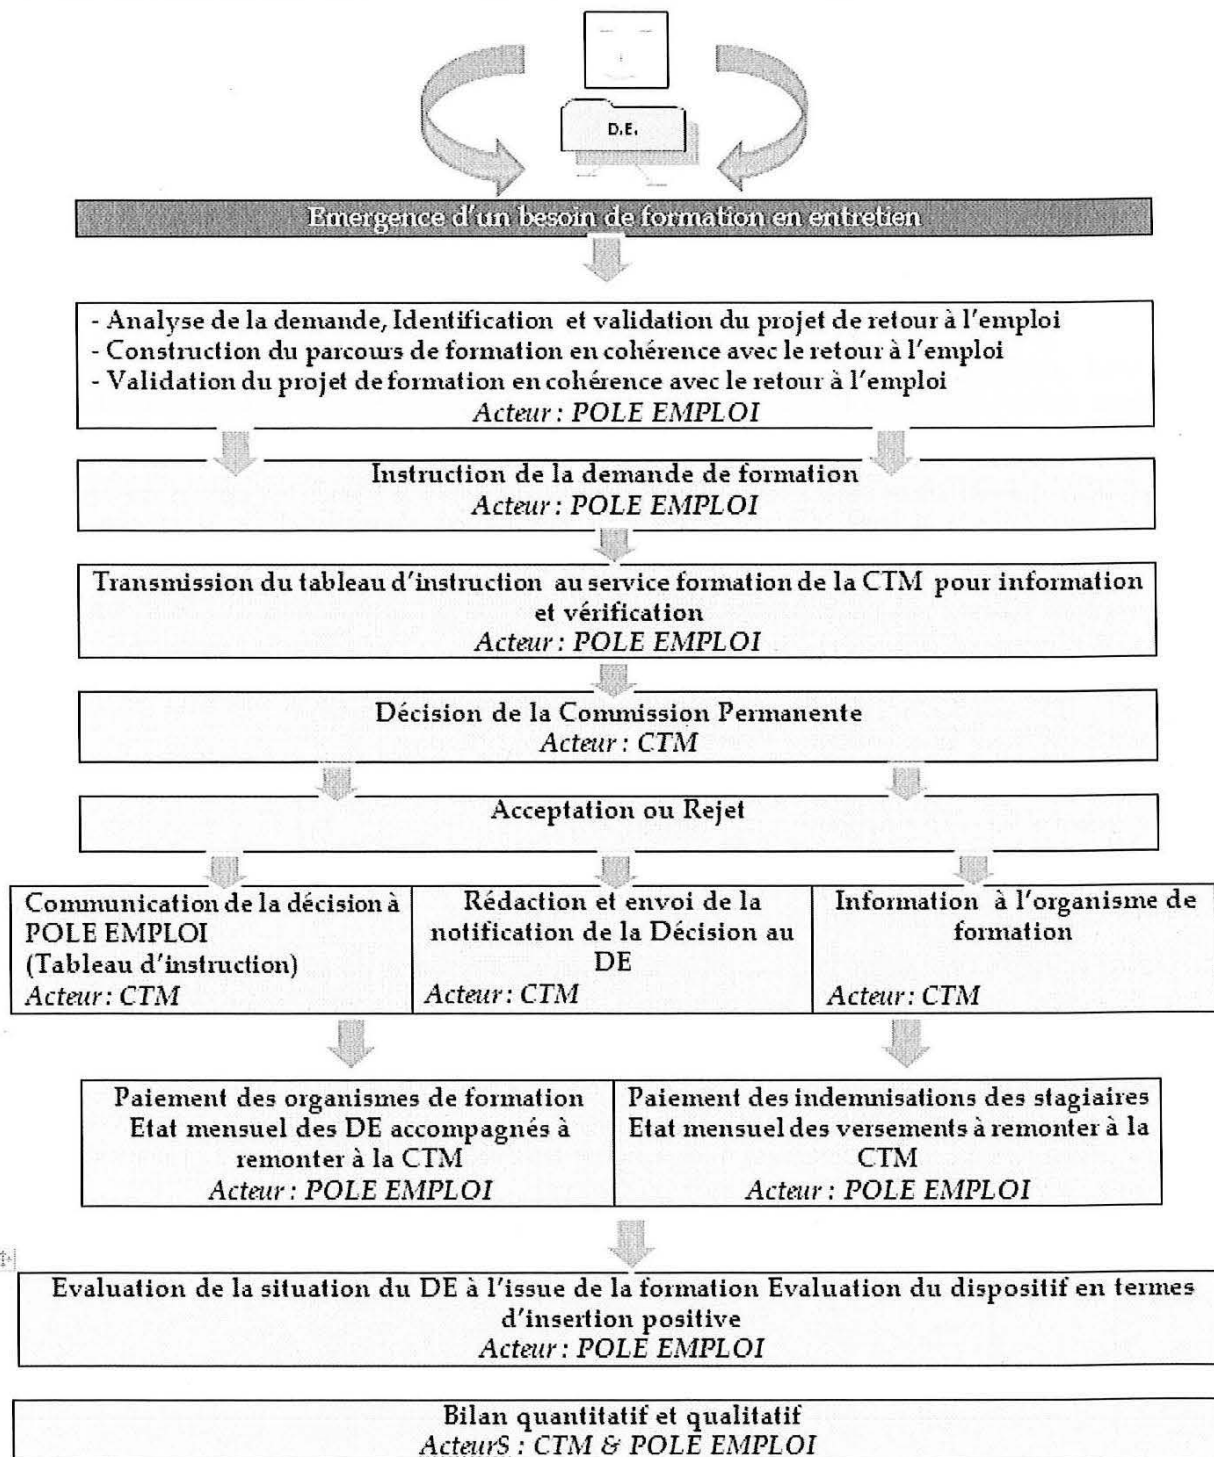 D.E.
Emergence d'un besoin de formation en entretien
- Analyse de la demande, Identification et validation du projet de retour à l'emploi
- Construction du parcours de formation en cohérence avec le retour à l'emploi
- Validation du projet de formation en cohérence avec le retour à l'emploi
Acteur : POLE EMPLOI
Instruction de la demande de formation
Acteur : POLE EMPLOI
Transmission du tableau d'instruction au service formation de la CTM pour information
et vérification
Acteur : POLE EMPLOI
Décision de la Commission Permanente
Acteur : CTM
Acceptation ou Rejet
Communication de la décision à
POLE EMPLOI
(Tableau d'instruction)
Acteur : CTM
Rédaction et envoi de la
notification de la Décision au
DE
Acteur : CTM
Information à l'organisme de
formation
Acteur : CTM
Paiement des organismes de formation
Etat mensuel des DE accompagnés à
remonter à la CTM
Acteur : POLE EMPLOI
Paiement des indemnisations des stagiaires
Etat mensuel des versements à remonter à la
CTM
Acteur : POLE EMPLOI
Evaluation de la situation du DE à l'issue de la formation Evaluation du dispositif en termes
d'insertion positive
Acteur : POLE EMPLOI
Bilan quantitatif et qualitatif
ActeurS : CTM & POLE EMPLOI